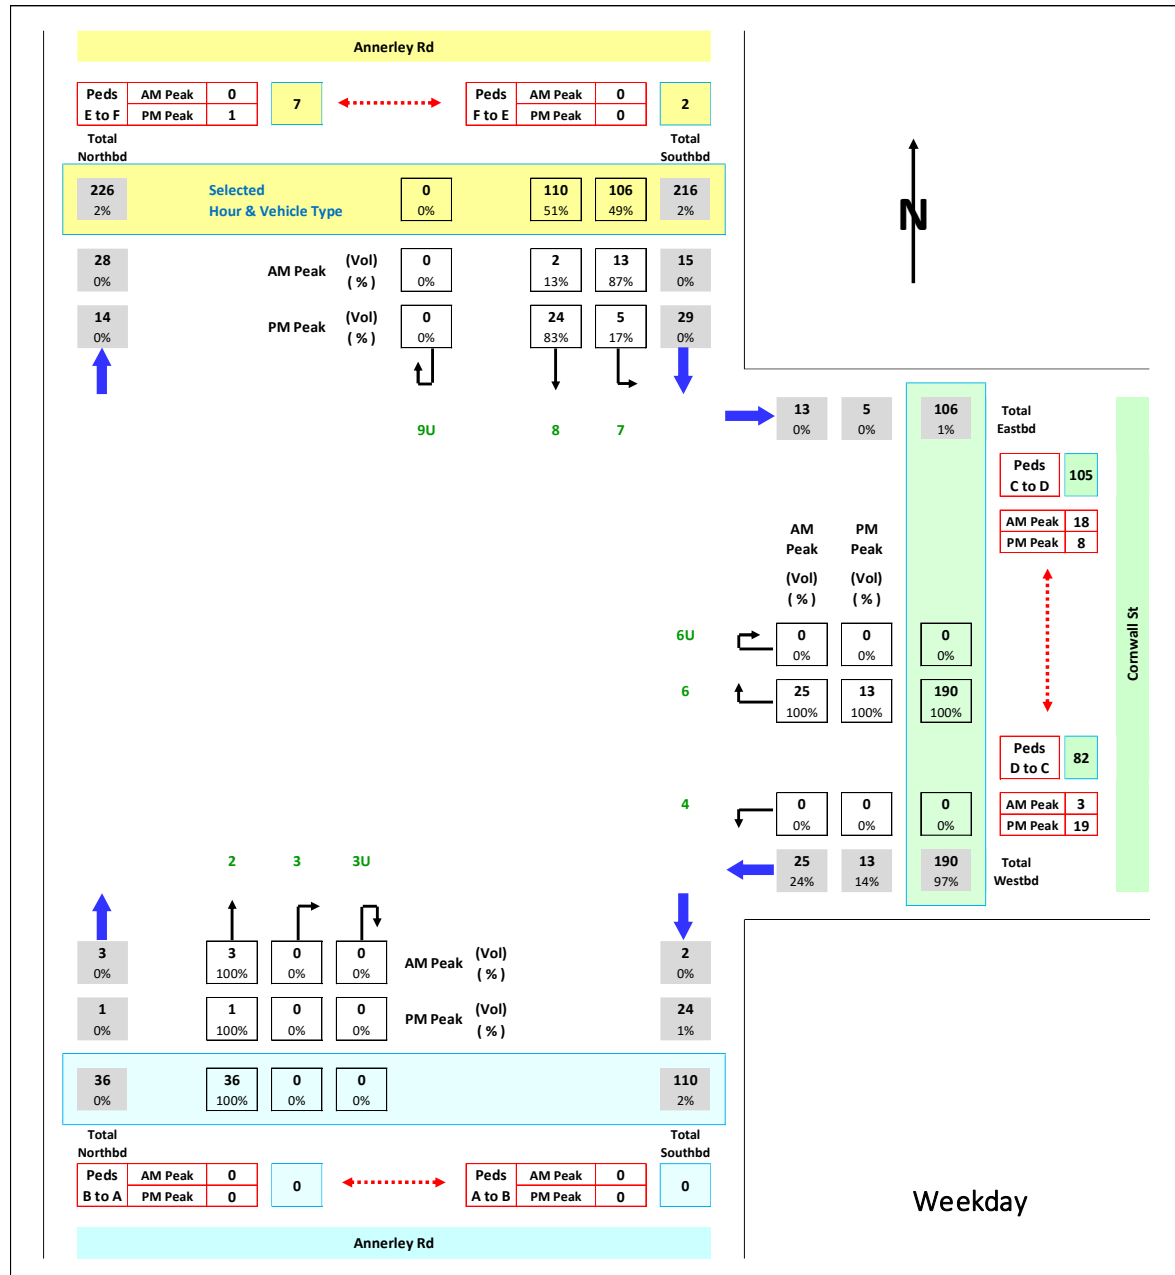 Annerley Rd
Peds AM Peak 0
E to F PM Peak 1
7
Peds AM Peak 0
F to E PM Peak 0
2
Total
Northbd
Total
Southbd
226
2%
Selected
Hour & Vehicle Type
0
0%
110
51%
106
49%
216
2%
28
0%
AM Peak (Vol)
( % )
0
0%
2
13%
13
87%
15
0%
14
0%
PM Peak (Vol)
( % )
0
0%
24
83%
5
17%
29
0%
N
9U 8 7
13
0%
5
0%
106
1%
Total
Eastbd
Peds
C to D
105
AM Peak 18
PM Peak 8
AM
Peak
(Vol)
( % )
PM
Peak
(Vol)
( % )
Cornwall St
6U
0
0%
0
0%
0
0%
6
25
100%
13
100%
190
100%
Peds
D to C
82
4
0
0%
0
0%
0
0%
AM Peak 3
PM Peak 19
25
24%
13
14%
190
97%
Total
Westbd
2 3 3U
3
0%
3
100%
0
0%
0
0%
AM Peak (Vol)
( % )
2
0%
1
0%
1
100%
0
0%
0
0%
PM Peak (Vol)
( % )
24
1%
36
0%
36
100%
0
0%
0
0%
110
2%
Total
Northbd
Total
Southbd
Peds AM Peak 0
B to A PM Peak 0
0
Peds AM Peak 0
A to B PM Peak 0
0
Weekday
Annerley Rd